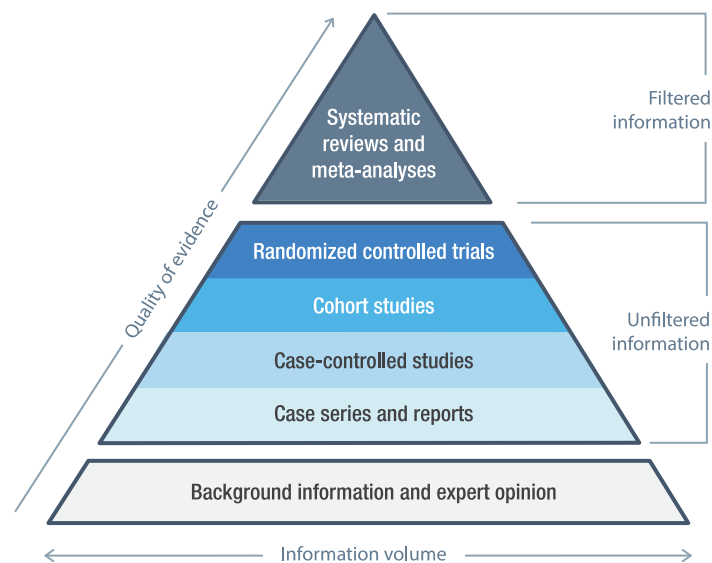 Systematic
reviews and
meta-analyses
Filtered
information
Quality of evidence
Randomized controlled trials
Cohort studies
Unfiltered
information
Case-controlled studies
Case series and reports
Background information and expert opinion
Information volume